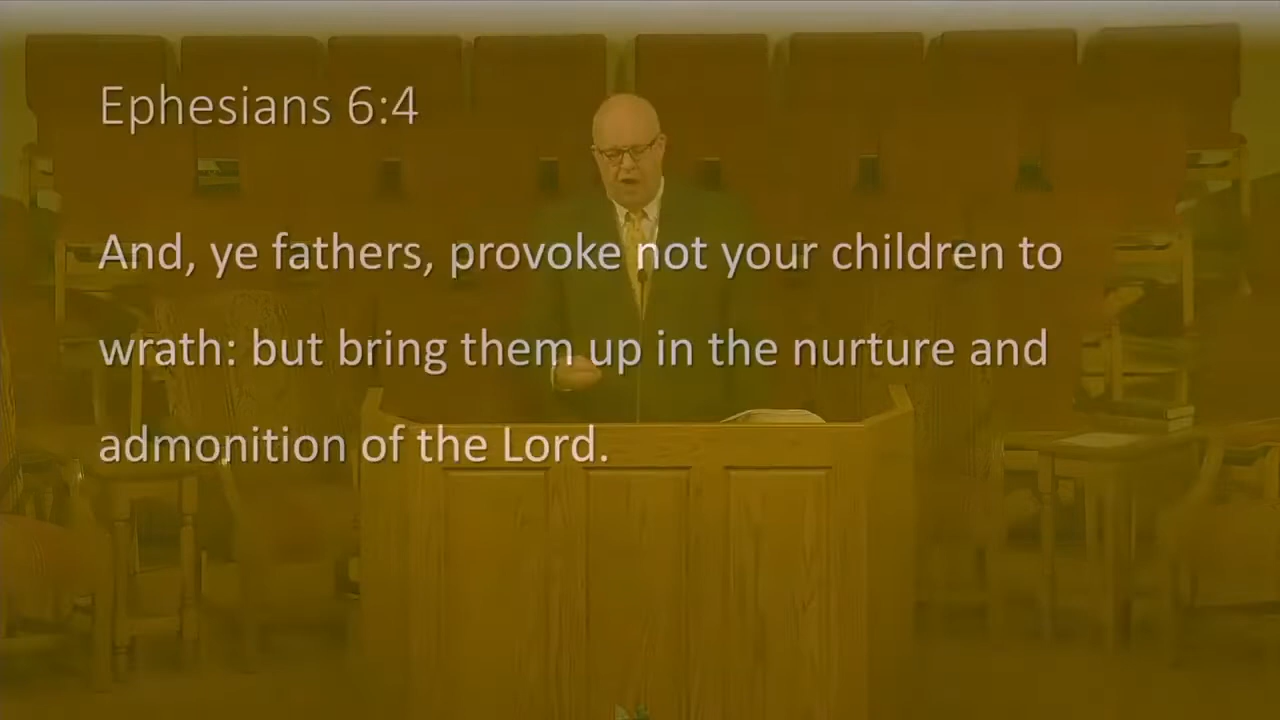 Ephesians 6:4
And, ye fathers, provoke not your children to
wrath: but bring them up in the nurture and
admonition of the Lord.